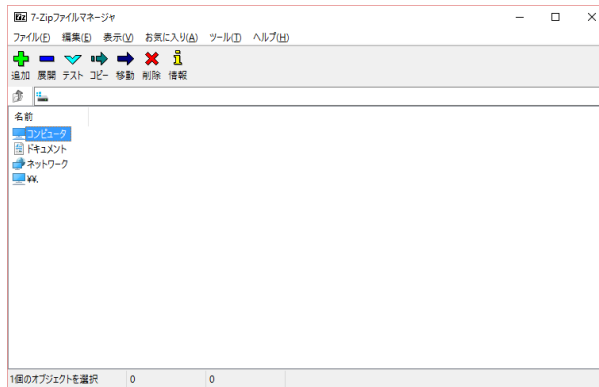 7-Zipファイルマネージャ
ファイル(F) 編集(E) 表示(V) お気に入り(A) ツール(T) ヘルプ(H)
追加 展開 テスト コピー 移動 削除 情報
名前
コンピュータ
ドキュメント
ネットワーク
¥¥.
1個のオブジェクトを選択 0 0